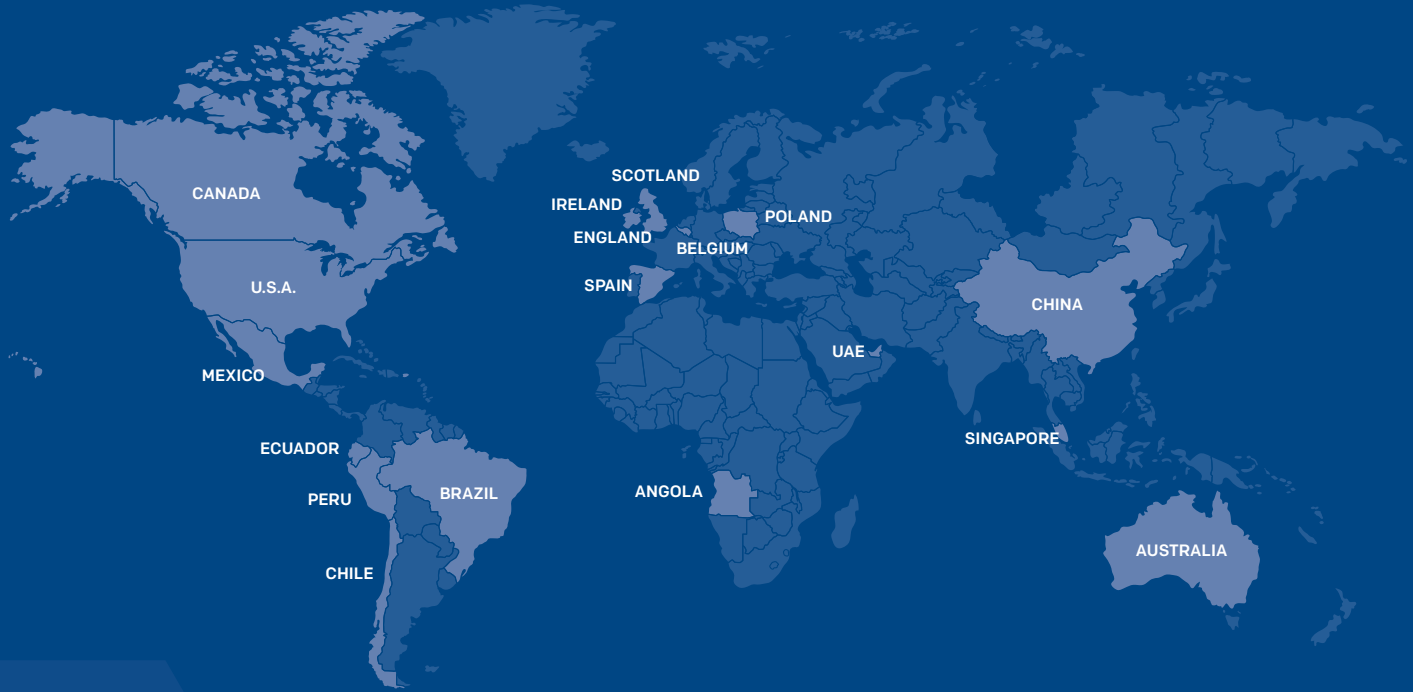 SCOTLAND
CANADA
IRELAND
POLAND
ENGLAND
BELGIUM
U.S.A.
SPAIN
CHINA
UAE
MEXICO
SINGAPORE
ECUADOR
ANGOLA
BRAZIL
PERU
AUSTRALIA
CHILE